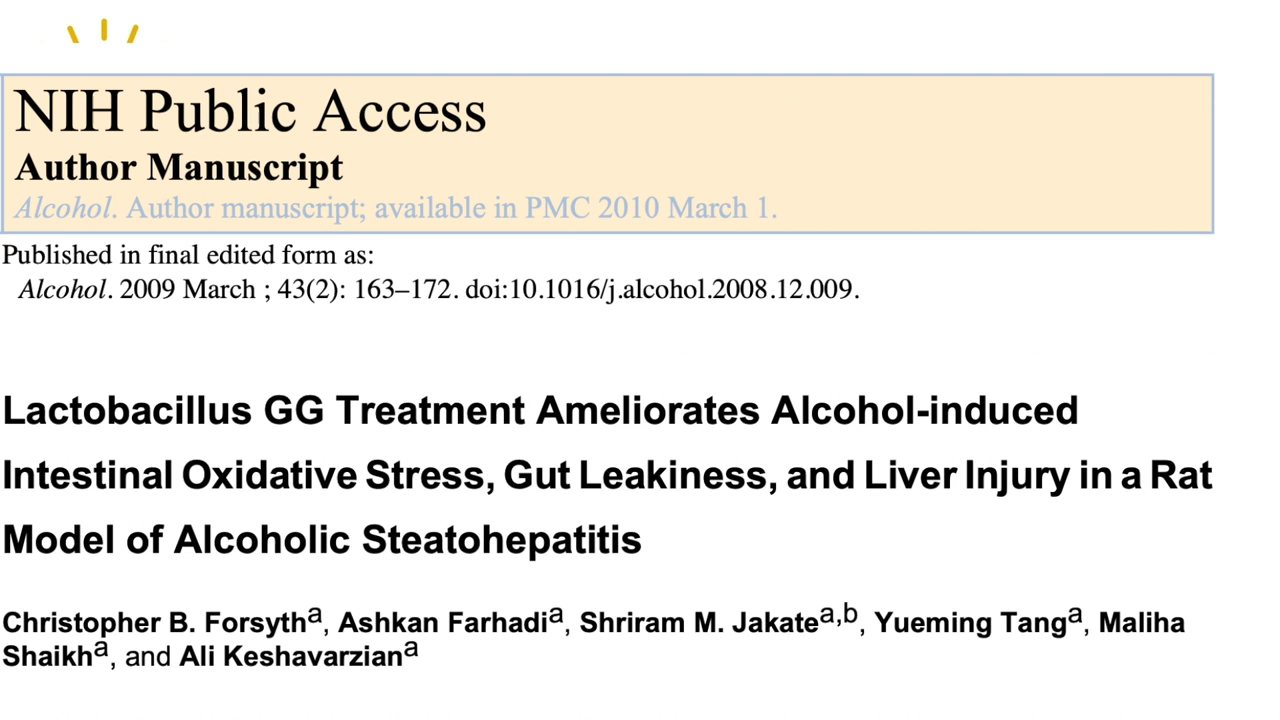 NIH Public Access
Author Manuscript
Alcohol. Author manuscript; available in PMC 2010 March 1.
Published in final edited form as:
Alcohol. 2009 March ; 43(2): 163–172. doi:10.1016/j.alcohol.2008.12.009.
Lactobacillus GG Treatment Ameliorates Alcohol-induced
Intestinal Oxidative Stress, Gut Leakiness, and Liver Injury in a Rat
Model of Alcoholic Steatohepatitis
Christopher B. Forsytha, Ashkan Farhadia, Shriram M. Jakatea,b, Yueming Tanga, Maliha
Shaikha, and Ali Keshavarziana